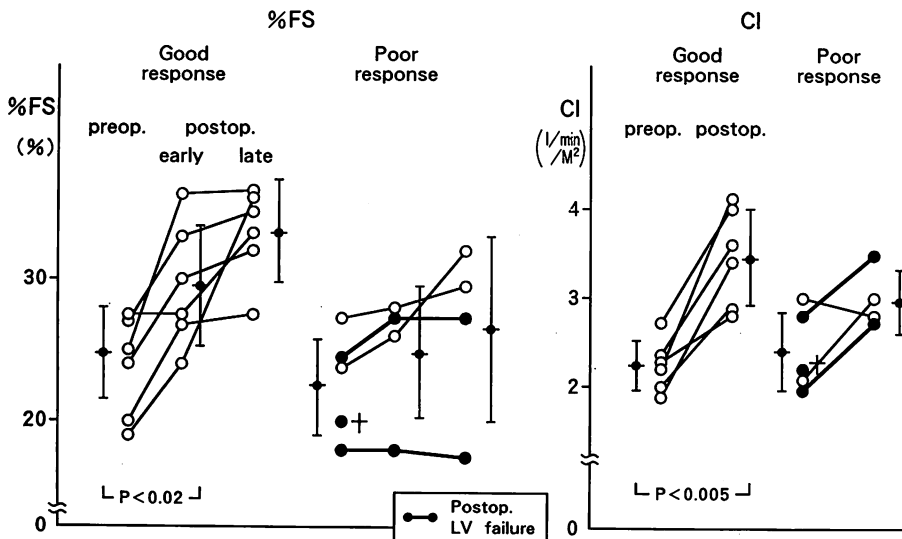 %FS
CI
Good
response
Poor
response
Good
response
Poor
response
%FS
(%)
preop. postop.
early late
CI
(l/min
/M²)
preop. postop.
30
20
0
4
3
2
0
P<0.02
P<0.005
Postop.
LV failure